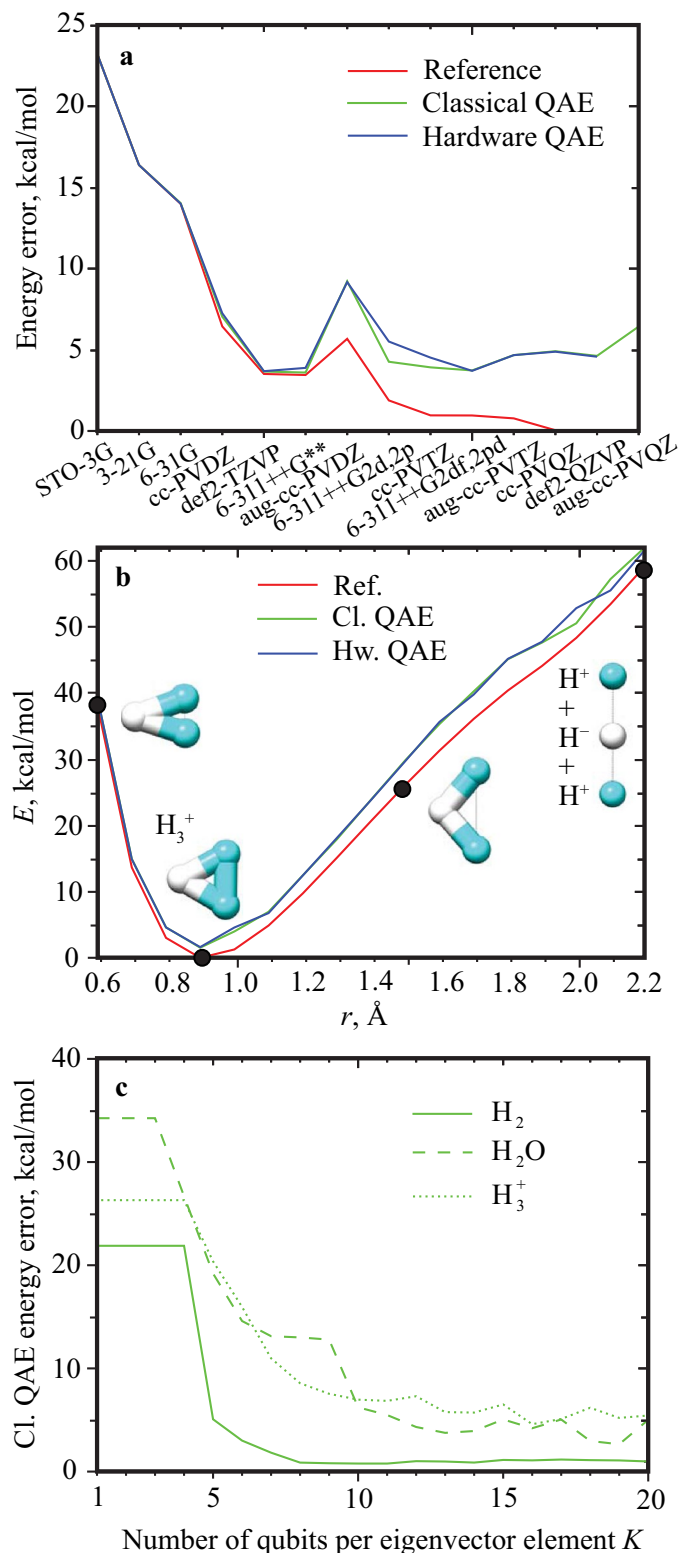 a
Energy error, kcal/mol
25
20
15
10
5
0
Reference
Classical QAE
Hardware QAE
STO-3G
3-21G
6-31G
cc-PVDZ
def2-TZVP
6-311++G**
aug-cc-PVDZ
6-311++G2d,2p
cc-PVTZ
6-311++G2df,2pd
aug-cc-PVTZ
cc-PVQZ
def2-QZVP
aug-cc-PVQZ
b
E, kcal/mol
60
50
40
30
20
10
0
Ref.
Cl. QAE
Hw. QAE
H₃⁺
H⁺
+
H⁻
+
H⁺
0.6 0.8 1.0 1.2 1.4 1.6 1.8 2.0 2.2
r, Å
c
Cl. QAE energy error, kcal/mol
40
30
20
10
0
H₂
H₂O
H₃⁺
1 5 10 15 20
Number of qubits per eigenvector element K